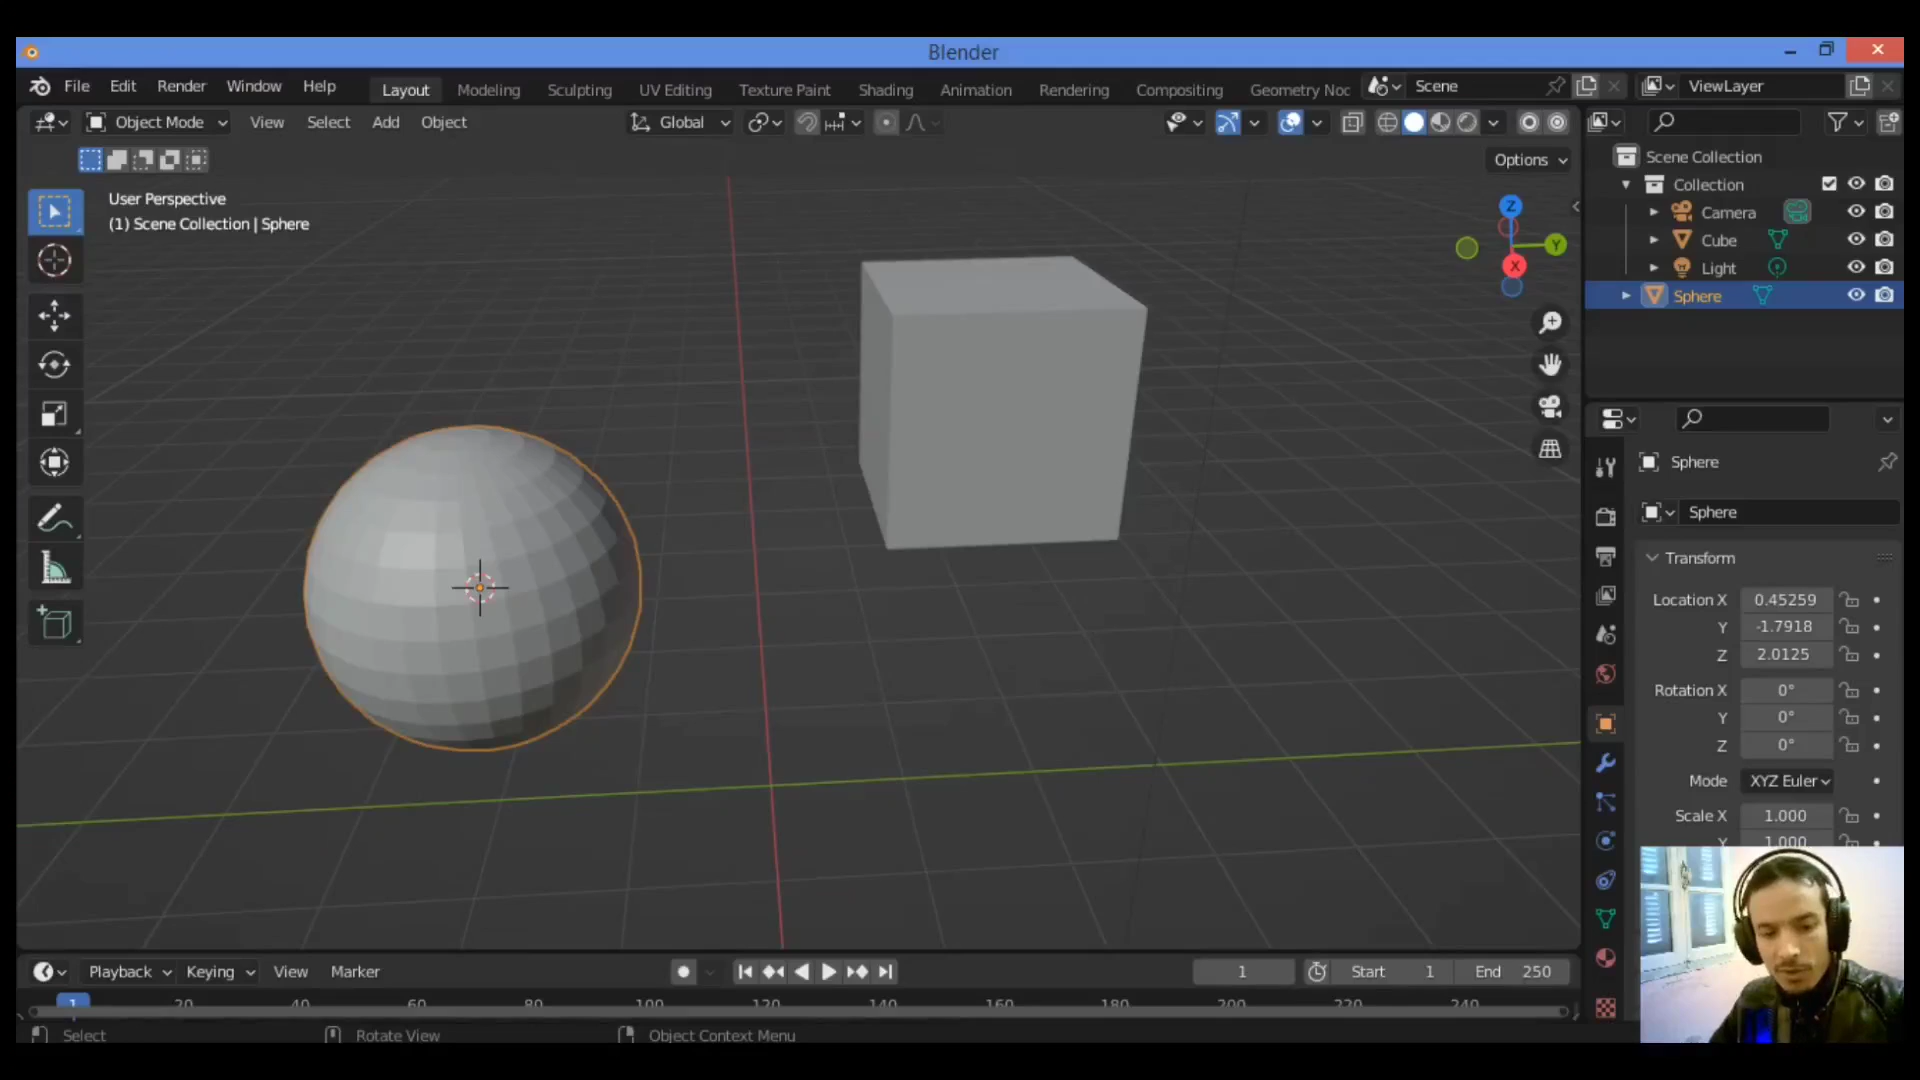 Blender
File Edit Render Window Help Layout Modeling Sculpting UV Editing Texture Paint Shading Animation Rendering Compositing Geometry Noc Scene ViewLayer
Object Mode View Select Add Object Global
Options
User Perspective
(1) Scene Collection | Sphere
Z
Y
X
Scene Collection
Collection
Camera
Cube
Light
Sphere
Sphere
Sphere
Transform
Location X 0.45259
Y -1.7918
Z 2.0125
Rotation X 0°
Y 0°
Z 0°
Mode XYZ Euler
Scale X 1.000
Y 1.000
Playback Keying View Marker 1 Start 1 End 250
1 20 40 60 80 100 120 140 160 180 200 220 240
Select Rotate View Object Context Menu